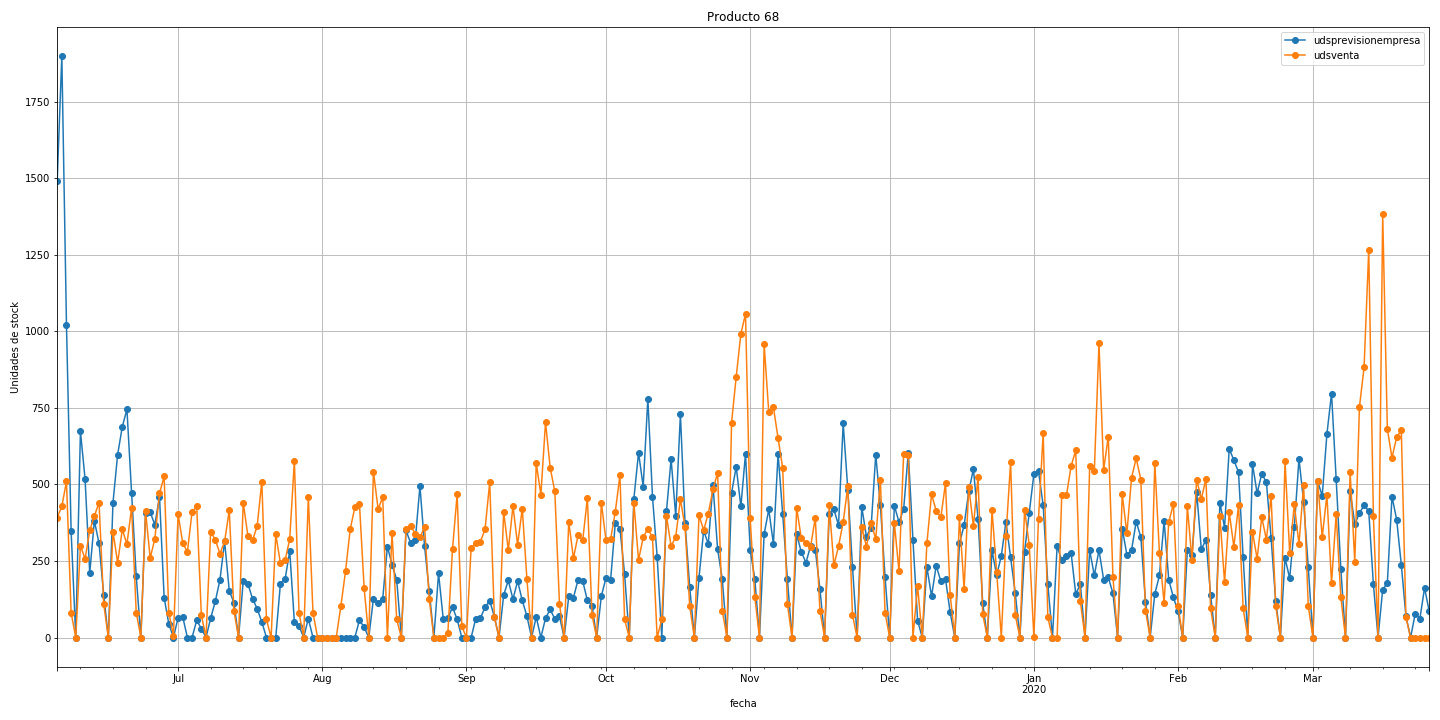 Producto 68
udsprevisionempresa
udsventa
Unidades de stock
1750
1500
1250
1000
750
500
250
0
Jul
Aug
Sep
Oct
Nov
Dec
Jan
2020
Feb
Mar
fecha